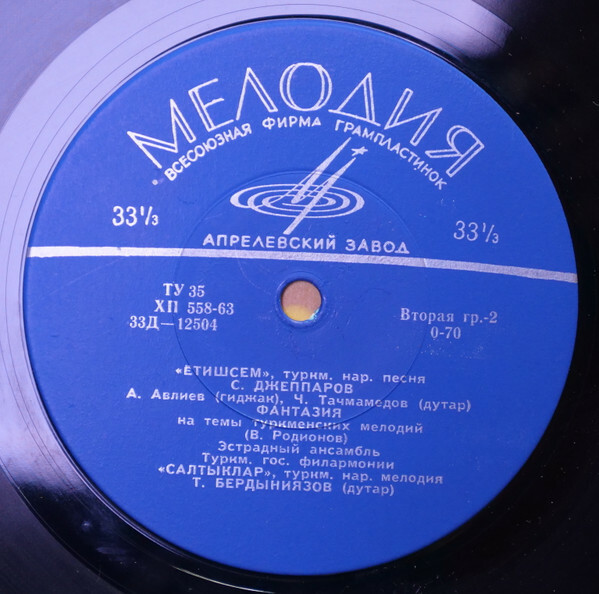 МЕЛОДИЯ
ВСЕСОЮЗНАЯ ФИРМА ГРАМПЛАСТИНОК
33⅓
33⅓
АПРЕЛЕВСКИЙ ЗАВОД
ТУ 35
ХП 558-63
33Д—12504
Вторая гр.-2
0-70
«ЕТИШСЕМ», туркм. нар. песня
С. ДЖЕППАРОВ
А. Авлиев (гиджак), Ч. Тачмамедов (дутар)
ФАНТАЗИЯ
на темы туркменских мелодий
(В. Родионов)
Эстрадный ансамбль
Туркм. гос. филармонии
«САЛТЫКЛАР», туркм. нар. мелодия
Т. БЕРДЫНИЯЗОВ (дутар)